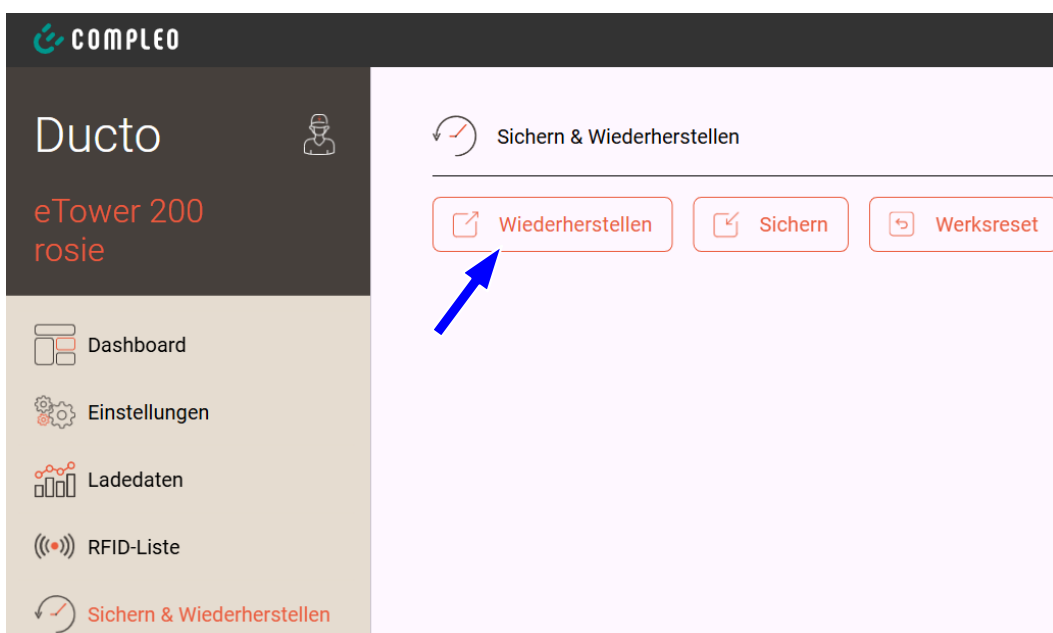 COMPLEO
Ducto
eTower 200
rosie
Dashboard
Einstellungen
Ladedaten
RFID-Liste
Sichern & Wiederherstellen
Sichern & Wiederherstellen
Wiederherstellen Sichern Werksreset